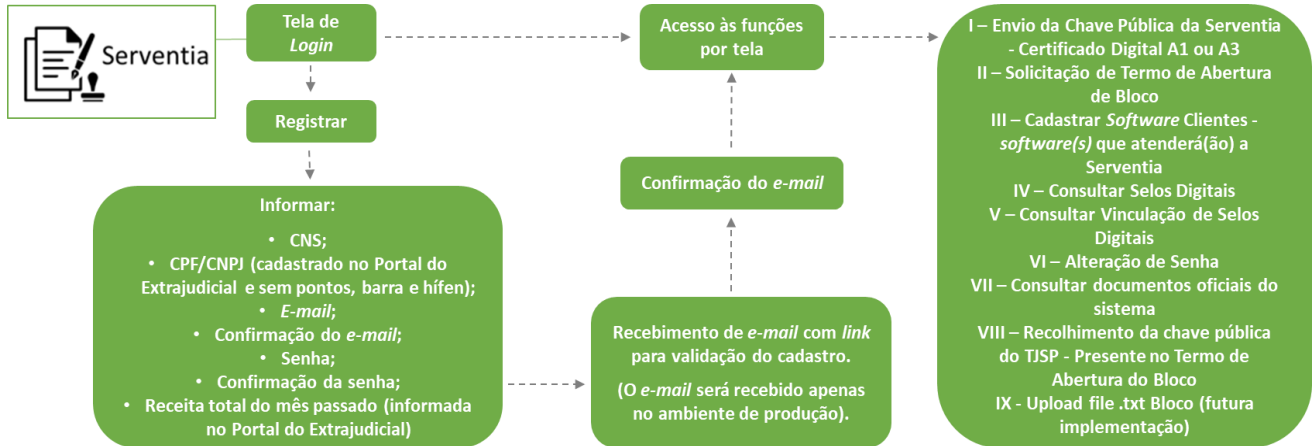 Serventia
Tela de
Login
Registrar
Informar:
• CNS;
• CPF/CNPJ (cadastrado no Portal do
Extrajudicial e sem pontos, barra e hífen);
• E-mail;
• Confirmação do e-mail;
• Senha;
• Confirmação da senha;
• Receita total do mês passado (informada
no Portal do Extrajudicial)
Recebimento de e-mail com link
para validação do cadastro.
(O e-mail será recebido apenas
no ambiente de produção).
Confirmação do e-mail
Acesso às funções
por tela
I – Envio da Chave Pública da Serventia
- Certificado Digital A1 ou A3
II – Solicitação de Termo de Abertura
de Bloco
III – Cadastrar Software Clientes -
software(s) que atenderá(ão) a
Serventia
IV – Consultar Selos Digitais
V – Consultar Vinculação de Selos
Digitais
VI – Alteração de Senha
VII – Consultar documentos oficiais do
sistema
VIII – Recolhimento da chave pública
do TJSP - Presente no Termo de
Abertura do Bloco
IX - Upload file .txt Bloco (futura
implementação)